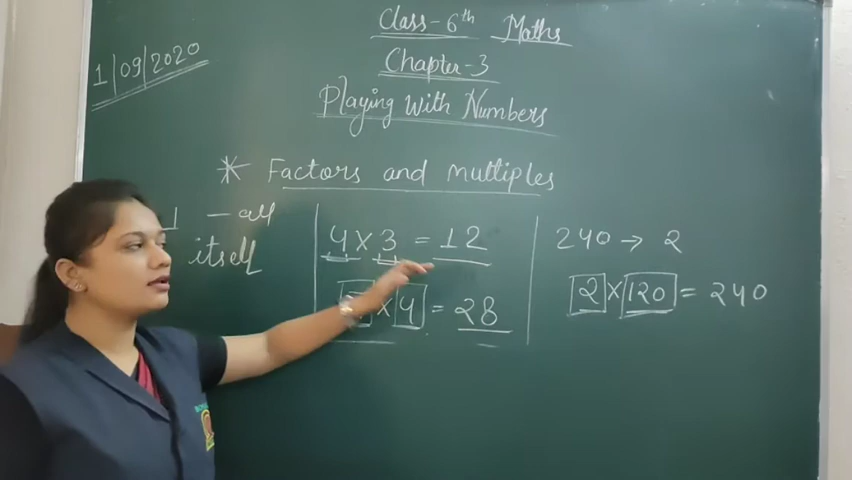 1/09/2020
Class-6th Maths
Chapter-3
Playing with Numbers
* Factors and multiples
1 - all
itself
4 x 3 = 12
x 4 = 28
240 → 2
2 x 120 = 240